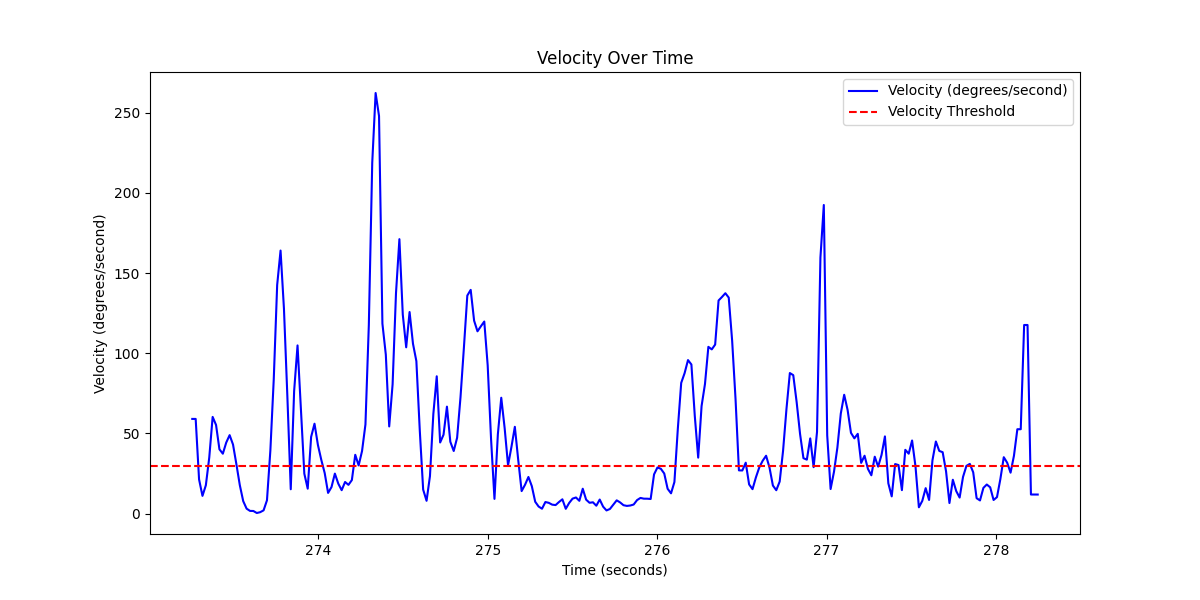 Velocity Over Time
Velocity (degrees/second)
Velocity Threshold
Velocity (degrees/second)
250
200
150
100
50
0
274 275 276 277 278
Time (seconds)